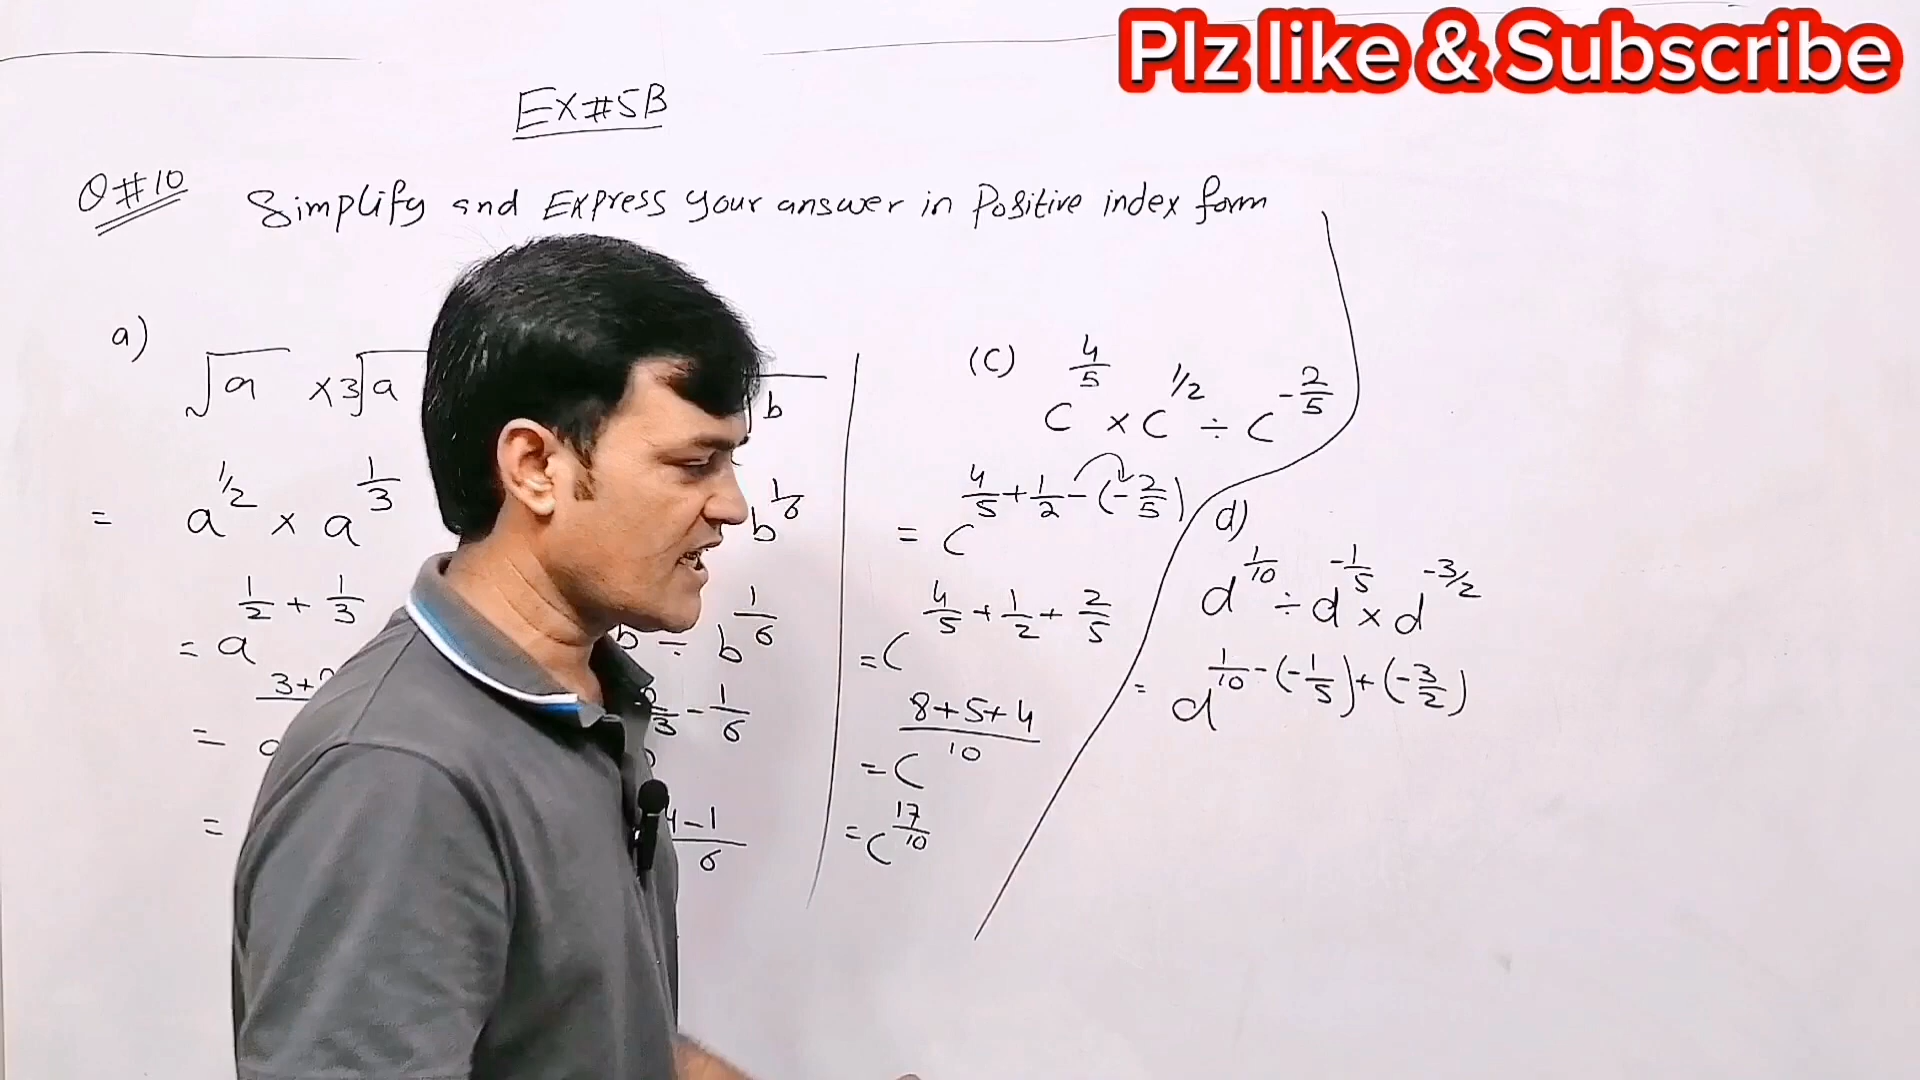 Plz like & Subscribe
EX#5B
Q#10 Simplify and Express your answer in Positive index form
a)
√a × 3√a
= a^1/2 × a^1/3
= a^(1/2 + 1/3)
=
=
b
b^1/6
b ÷ b^1/6
- 1/6
4-1/6
(C) C^4/5 × C^1/2 ÷ C^-2/5
= C^(4/5 + 1/2 - (-2/5))
= C^(4/5 + 1/2 + 2/5)
= C^((8+5+4)/10)
= C^17/10
d)
d^1/10 ÷ d^-1/5 × d^-3/2
= d^(1/10 - (-1/5) + (-3/2))